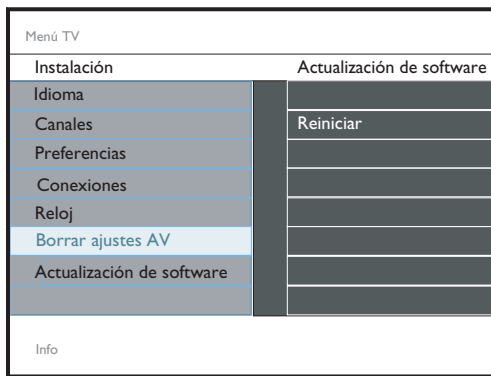 Menú TV
Instalación
Actualización de software
Idioma
Canales
Reiniciar
Preferencias
Conexiones
Reloj
Borrar ajustes AV
Actualización de software
Info